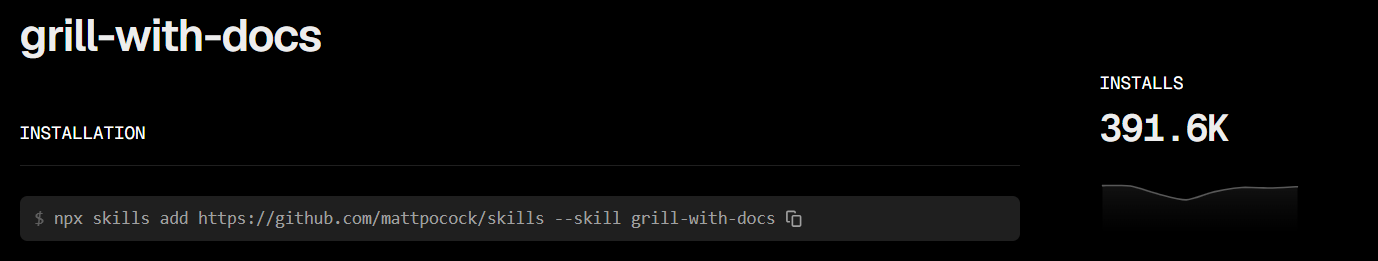 grill-with-docs
INSTALLATION
$ npx skills add https://github.com/mattpocock/skills --skill grill-with-docs
INSTALLS
391.6K